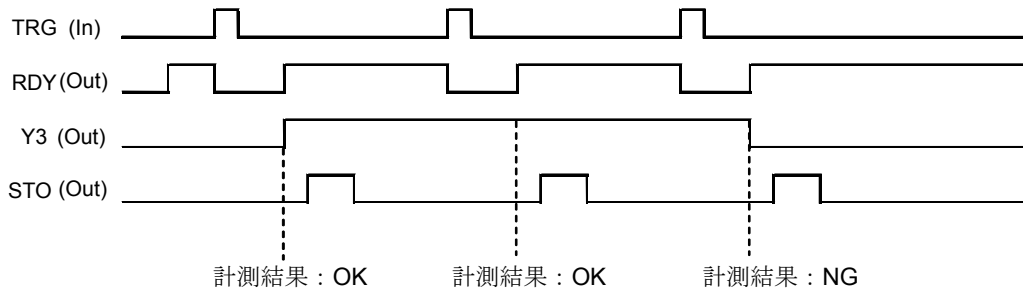 TRG (In)
RDY (Out)
Y3 (Out)
STO (Out)
計測結果：OK 計測結果：OK 計測結果：NG